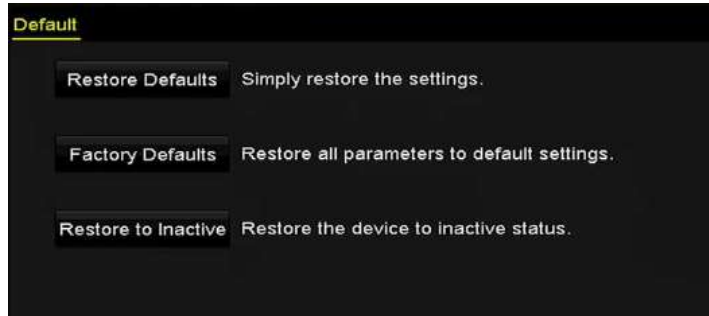 Default
Restore Defaults Simply restore the settings.
Factory Defaults Restore all parameters to default settings.
Restore to Inactive Restore the device to inactive status.